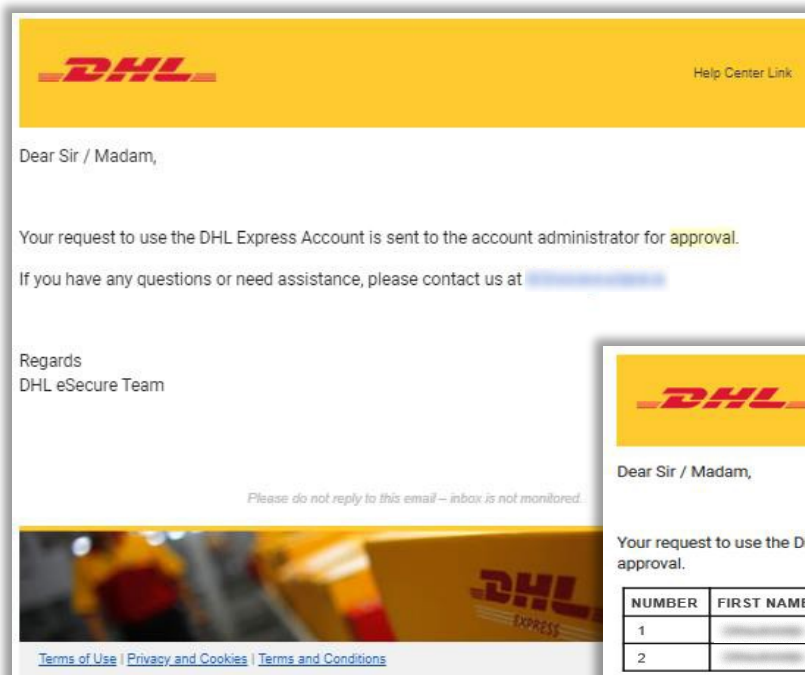 DHL
Help Center Link
Dear Sir / Madam,
Your request to use the DHL Express Account is sent to the account administrator for approval.
If you have any questions or need assistance, please contact us at
Regards
DHL eSecure Team
Please do not reply to this email – inbox is not monitored.
DHL
EXPRESS
Terms of Use | Privacy and Cookies | Terms and Conditions
DHL
Dear Sir / Madam,
Your request to use the
approval.
NUMBER FIRST NAME
1
2